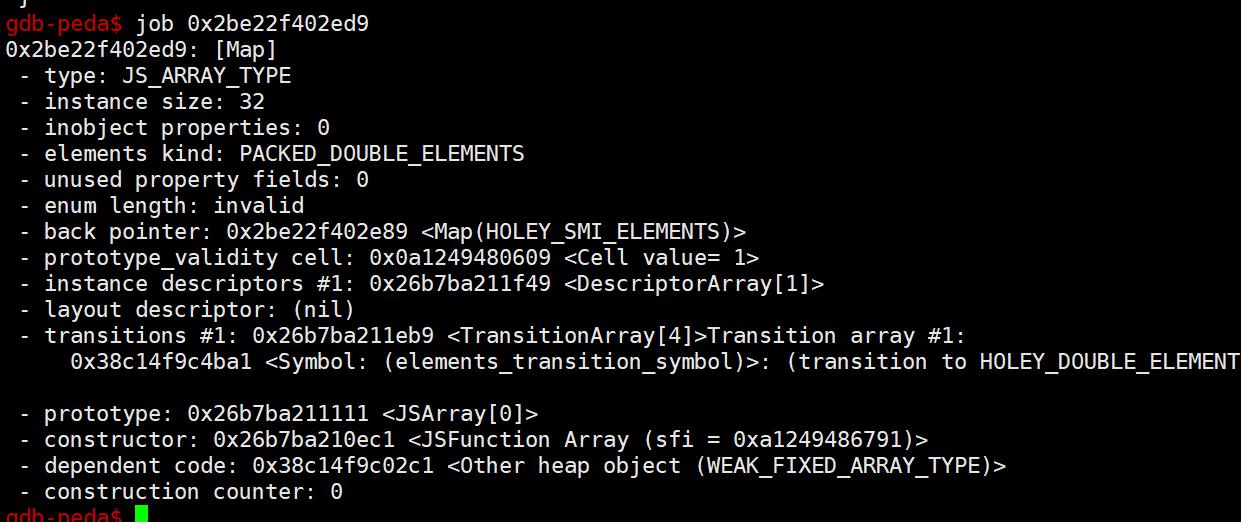 }
gdb-peda$ job 0x2be22f402ed9
0x2be22f402ed9: [Map]
 - type: JS_ARRAY_TYPE
 - instance size: 32
 - inobject properties: 0
 - elements kind: PACKED_DOUBLE_ELEMENTS
 - unused property fields: 0
 - enum length: invalid
 - back pointer: 0x2be22f402e89 <Map(HOLEY_SMI_ELEMENTS)>
 - prototype_validity cell: 0x0a1249480609 <Cell value= 1>
 - instance descriptors #1: 0x26b7ba211f49 <DescriptorArray[1]>
 - layout descriptor: (nil)
 - transitions #1: 0x26b7ba211eb9 <TransitionArray[4]>Transition array #1:
     0x38c14f9c4ba1 <Symbol: (elements_transition_symbol)>: (transition to HOLEY_DOUBLE_ELEMENT
 - prototype: 0x26b7ba211111 <JSArray[0]>
 - constructor: 0x26b7ba210ec1 <JSFunction Array (sfi = 0xa1249486791)>
 - dependent code: 0x38c14f9c02c1 <Other heap object (WEAK_FIXED_ARRAY_TYPE)>
 - construction counter: 0
gdb-peda$